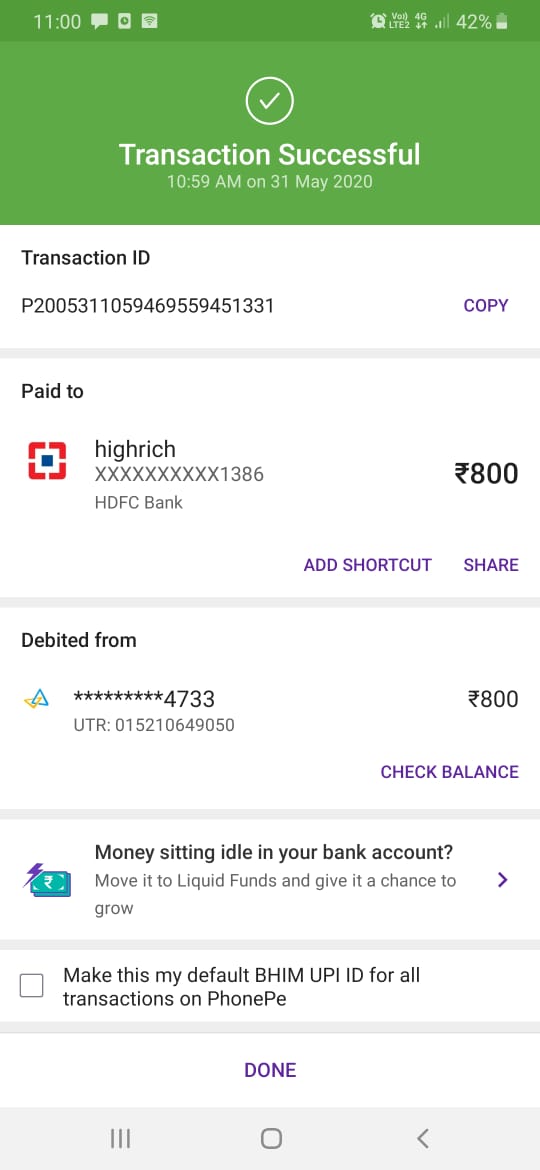 11:00
Vo)) 4G
LTE2
42%
Transaction Successful
10:59 AM on 31 May 2020
Transaction ID
P2005311059469559451331
COPY
Paid to
highrich
XXXXXXXXXX1386
₹800
HDFC Bank
ADD SHORTCUT
SHARE
Debited from
*********4733
₹800
UTR: 015210649050
CHECK BALANCE
Money sitting idle in your bank account?
Move it to Liquid Funds and give it a chance to
grow
₹
Make this my default BHIM UPI ID for all
transactions on PhonePe
DONE